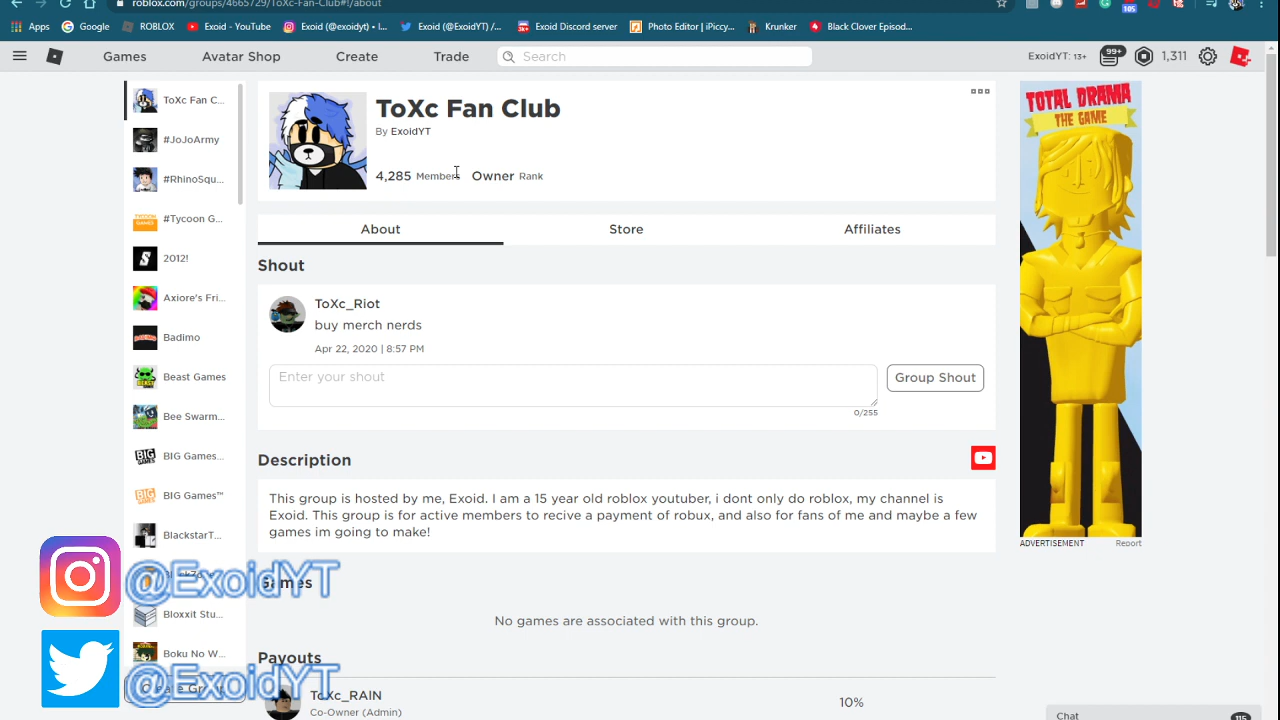 roblox.com/groups/4665729/ToXc-Fan-Club#!/about
Apps Google ROBLOX Exoid - YouTube Exoid (@exoidyt) • I... Exoid (@ExoidYT) /... Exoid Discord server Photo Editor | iPiccy... Krunker Black Clover Episod...
105
Games Avatar Shop Create Trade Search ExoidYT: 13+ 99+ 1,311
ToXc Fan C...
#JoJoArmy
#RhinoSqu...
#Tycoon G...
2012!
Axiore's Fri...
Badimo
Beast Games
Bee Swarm...
BIG Games...
BIG Games™
BlackstarT...
Bloxxit Stu...
Boku No W...
ToXc Fan Club
By ExoidYT
4,285 Members Owner Rank
About Store Affiliates
Shout
ToXc_Riot
buy merch nerds
Apr 22, 2020 | 8:57 PM
Enter your shout
Group Shout
0/255
Description
This group is hosted by me, Exoid. I am a 15 year old roblox youtuber, i dont only do roblox, my channel is
Exoid. This group is for active members to recive a payment of robux, and also for fans of me and maybe a few
games im going to make!
Games
No games are associated with this group.
Payouts
ToXc_RAIN
Co-Owner (Admin)
10%
@ExoidYT
@ExoidYT
TOTAL DRAMA
THE GAME
ADVERTISEMENT Report
Chat
115